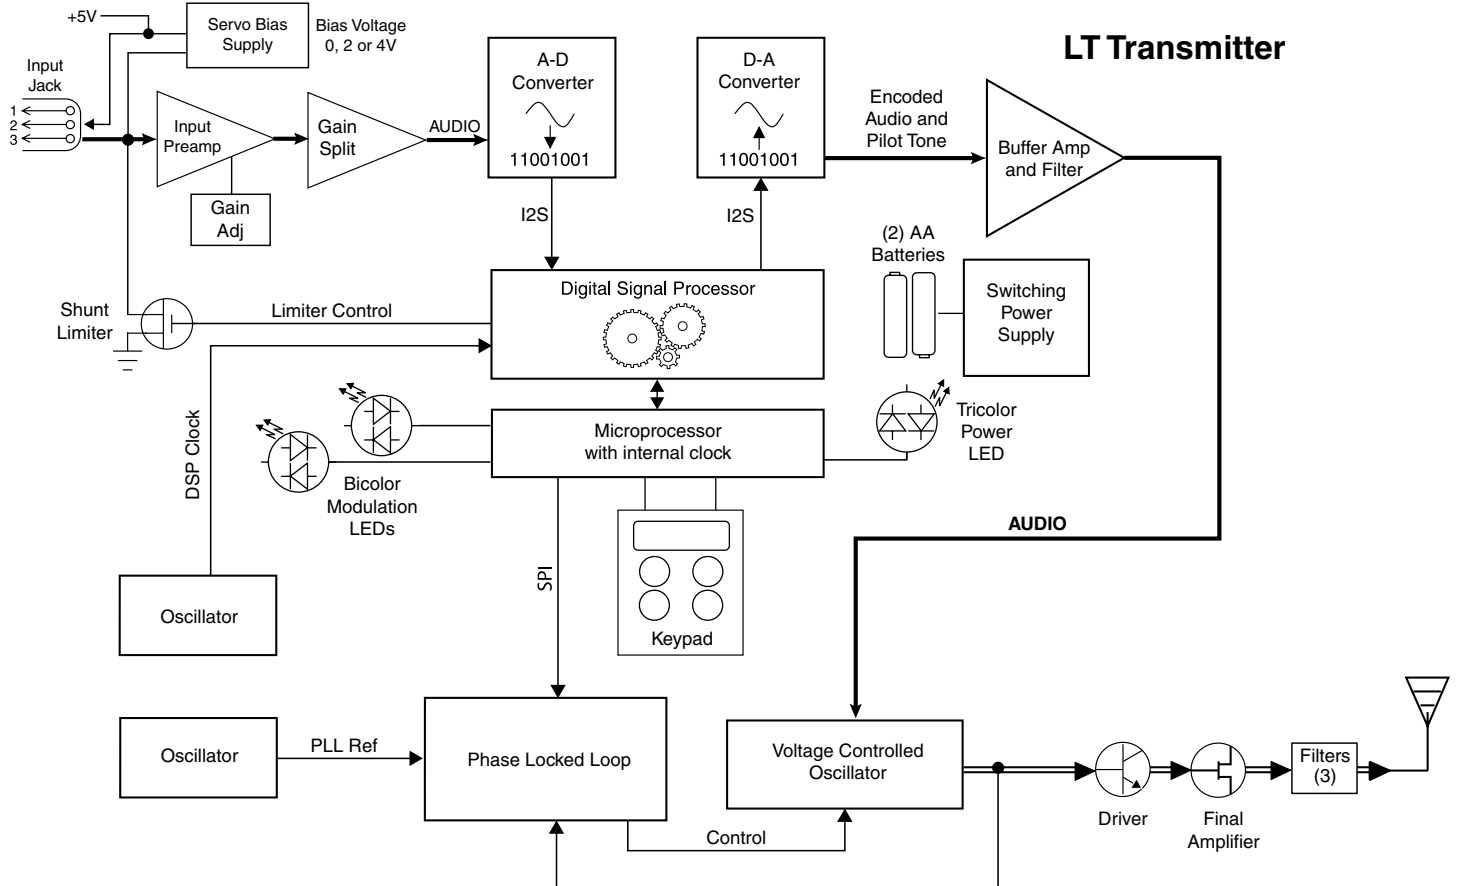 LT Transmitter
+5V
Servo Bias
Supply
Bias Voltage
0, 2 or 4V
Input
Jack
1
2
3
Input
Preamp
Gain
Split
AUDIO
Gain
Adj
A-D
Converter
11001001
D-A
Converter
11001001
Encoded
Audio and
Pilot Tone
Buffer Amp
and Filter
I2S
I2S
(2) AA
Batteries
Switching
Power
Supply
Digital Signal Processor
Shunt
Limiter
Limiter Control
DSP Clock
Microprocessor
with internal clock
Tricolor
Power
LED
Bicolor
Modulation
LEDs
AUDIO
SPI
Keypad
Oscillator
Oscillator
PLL Ref
Phase Locked Loop
Voltage Controlled
Oscillator
Control
Driver
Final
Amplifier
Filters
(3)